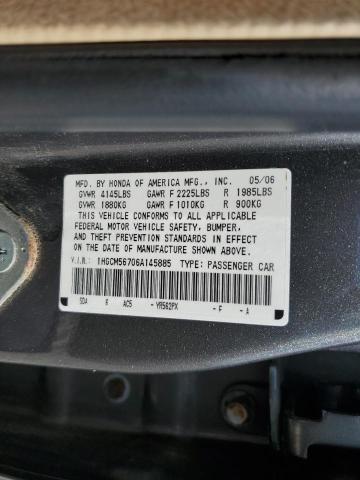 MFD. BY HONDA OF AMERICA MFG., INC. 05/06
GVWR 4145LBS GAWR F 2225LBS R 1985LBS
GVWR 1880KG GAWR F 1010KG R 900KG
THIS VEHICLE CONFORMS TO ALL APPLICABLE
FEDERAL MOTOR VEHICLE SAFETY, BUMPER,
AND THEFT PREVENTION STANDARDS IN EFFECT
ON THE DATE OF MANUFACTURE SHOWN ABOVE.
V.I.N.: 1HGCM56706A145885 TYPE: PASSENGER CAR
SDA 6 AC5 - YR562PX - F - A